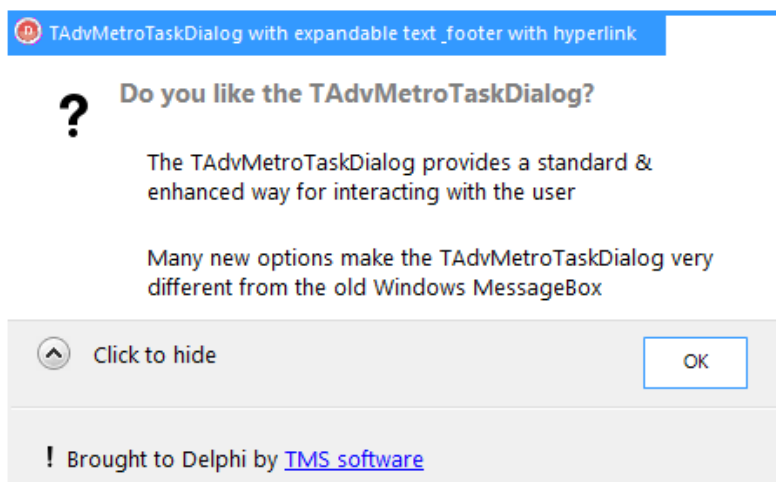 TAdvMetroTaskDialog with expandable text_footer with hyperlink
? Do you like the TAdvMetroTaskDialog?
The TAdvMetroTaskDialog provides a standard &
enhanced way for interacting with the user
Many new options make the TAdvMetroTaskDialog very
different from the old Windows MessageBox
Click to hide
OK
! Brought to Delphi by TMS software